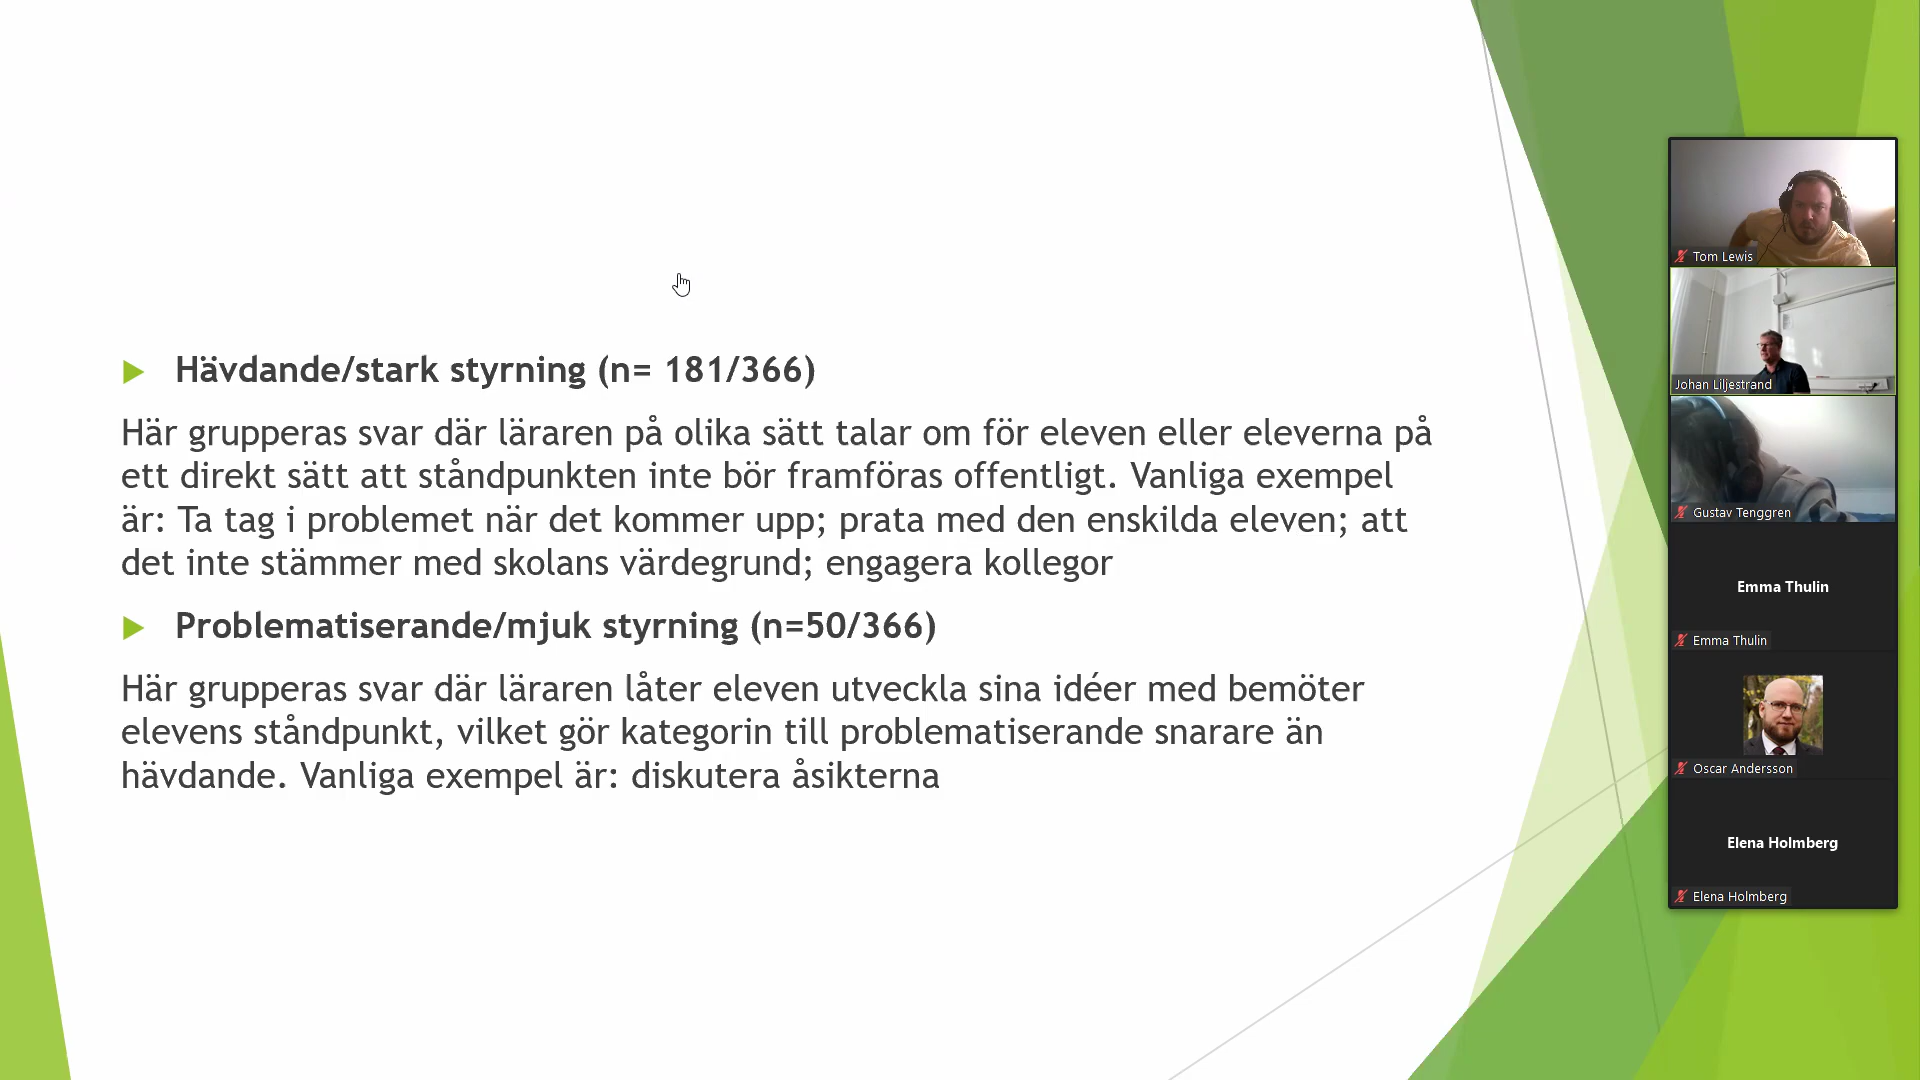 Hävdande/stark styrning (n= 181/366)
Här grupperas svar där läraren på olika sätt talar om för eleven eller eleverna på
ett direkt sätt att ståndpunkten inte bör framföras offentligt. Vanliga exempel
är: Ta tag i problemet när det kommer upp; prata med den enskilda eleven; att
det inte stämmer med skolans värdegrund; engagera kollegor
Problematiserande/mjuk styrning (n=50/366)
Här grupperas svar där läraren låter eleven utveckla sina idéer med bemöter
elevens ståndpunkt, vilket gör kategorin till problematiserande snarare än
hävdande. Vanliga exempel är: diskutera åsikterna
Tom Lewis
Johan Liljestrand
Gustav Tenggren
Emma Thulin
Emma Thulin
Oscar Andersson
Elena Holmberg
Elena Holmberg